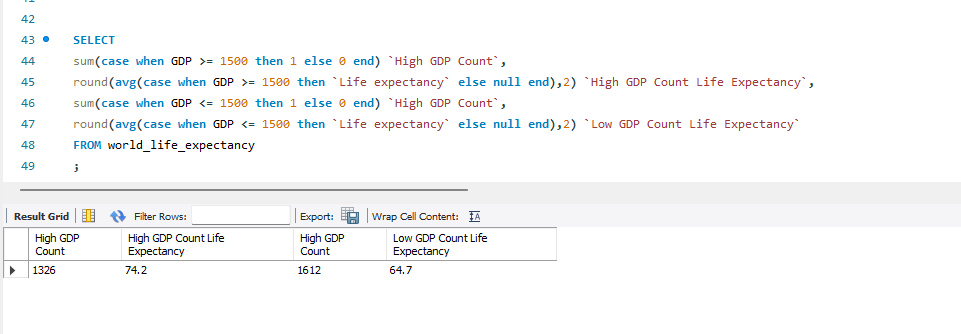 41
42
43 SELECT
44 sum(case when GDP >= 1500 then 1 else 0 end) `High GDP Count`,
45 round(avg(case when GDP >= 1500 then `Life expectancy` else null end),2) `High GDP Count Life Expectancy`,
46 sum(case when GDP <= 1500 then 1 else 0 end) `High GDP Count`,
47 round(avg(case when GDP <= 1500 then `Life expectancy` else null end),2) `Low GDP Count Life Expectancy`
48 FROM world_life_expectancy
49 ;
Result Grid Filter Rows: Export: Wrap Cell Content: IA
High GDP Count High GDP Count Life Expectancy High GDP Count Low GDP Count Life Expectancy
1326 74.2 1612 64.7